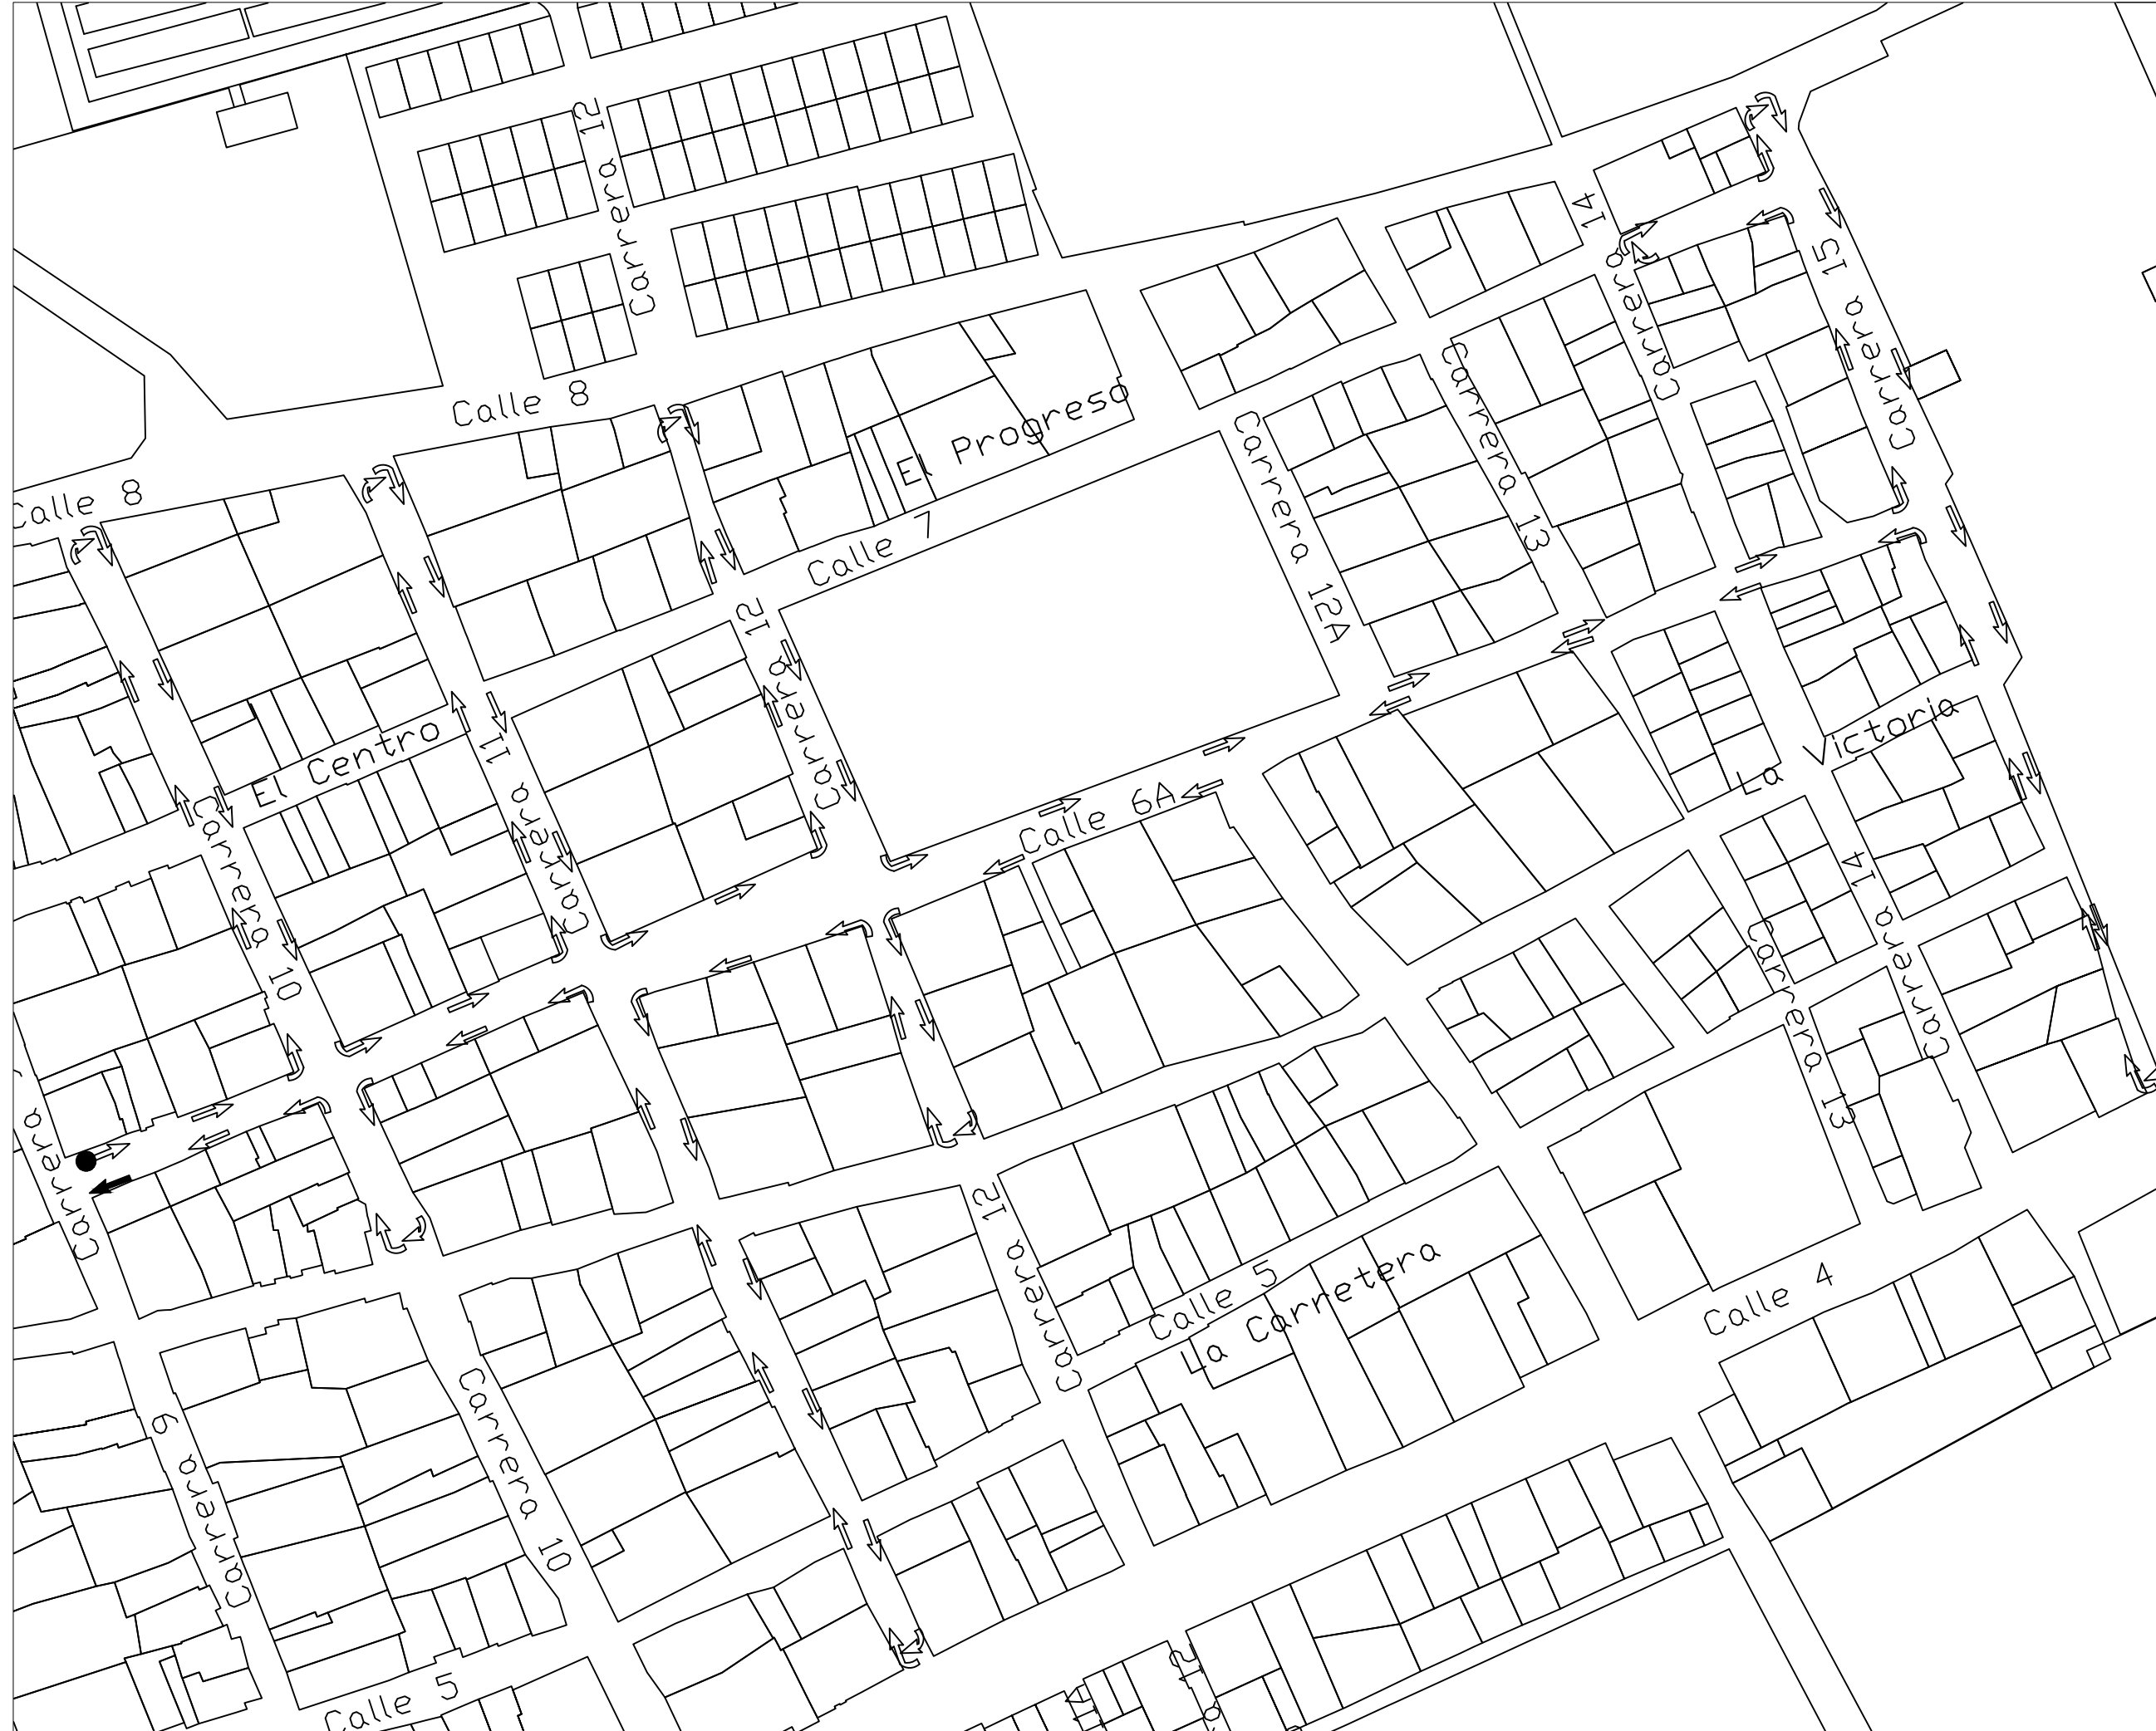 Carrera 12
Carrera 14
Carrera 15
Calle 8
Calle 8
El Progreso
Carrera 13
Carrera 12A
Calle 7
Carrera 12
El Centro
Carrera 11
La Victoria
Calle 6A
Carrera 10
Carrera 14
Carrera 13
Carrera
Carrera 12
Calle 5
La Carretera
Calle 4
Carrera 9
Carrera 10
Calle 5